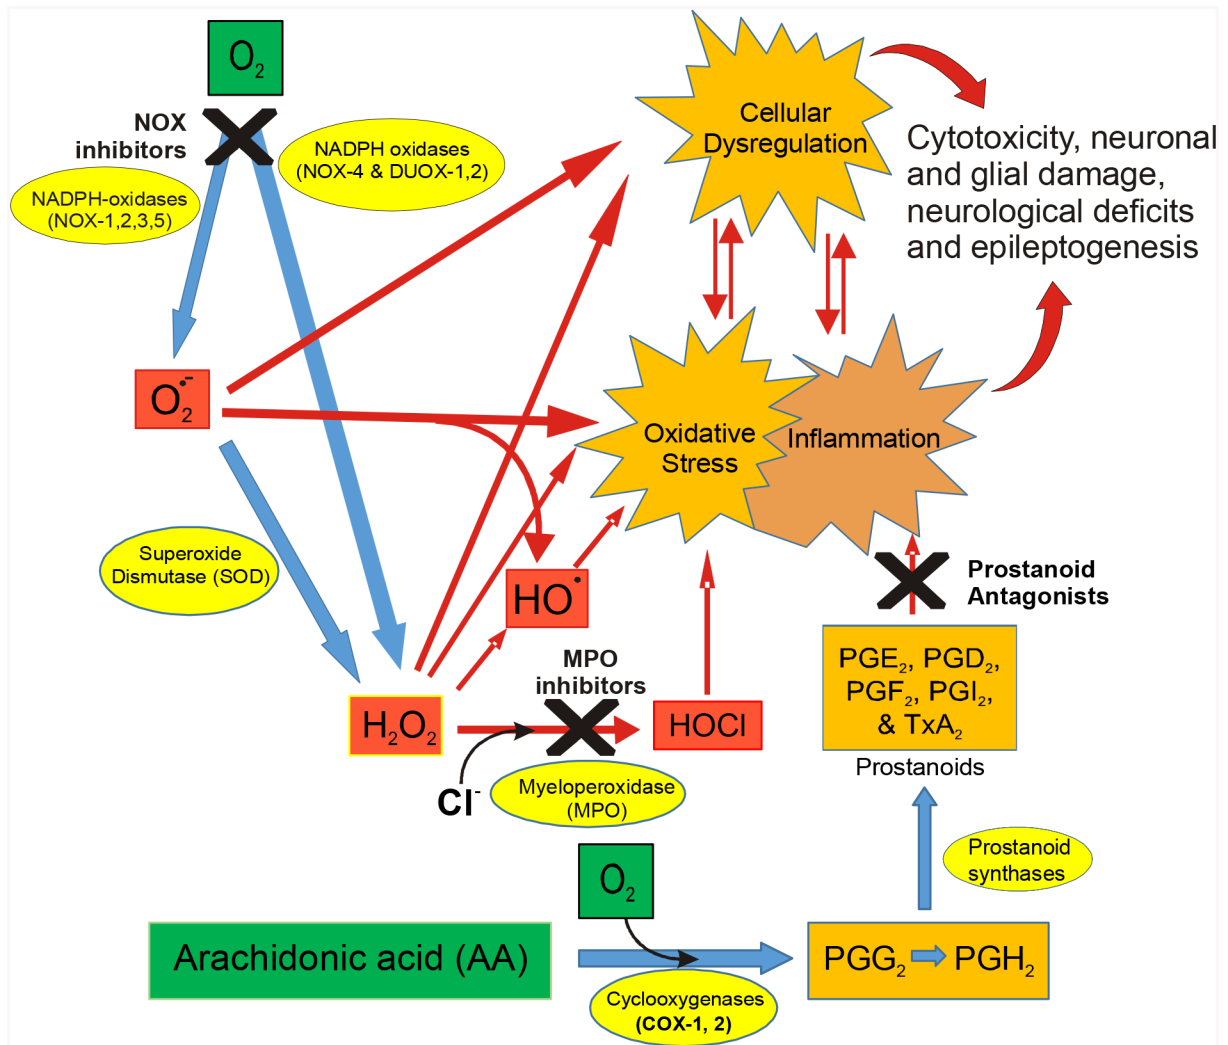 O₂
NOX
inhibitors
NADPH oxidases
(NOX-4 & DUOX-1,2)
NADPH-oxidases
(NOX-1,2,3,5)
Cellular
Dysregulation
Cytotoxicity, neuronal
and glial damage,
neurological deficits
and epileptogenesis
O₂•-
Oxidative
Stress
Inflammation
Superoxide
Dismutase (SOD)
HO•
Prostanoid
Antagonists
MPO
inhibitors
H₂O₂
HOCl
PGE₂, PGD₂,
PGF₂, PGI₂,
& TxA₂
Prostanoids
Cl-
Myeloperoxidase
(MPO)
Prostanoid
synthases
O₂
Arachidonic acid (AA)
PGG₂ PGH₂
Cyclooxygenases
(COX-1, 2)